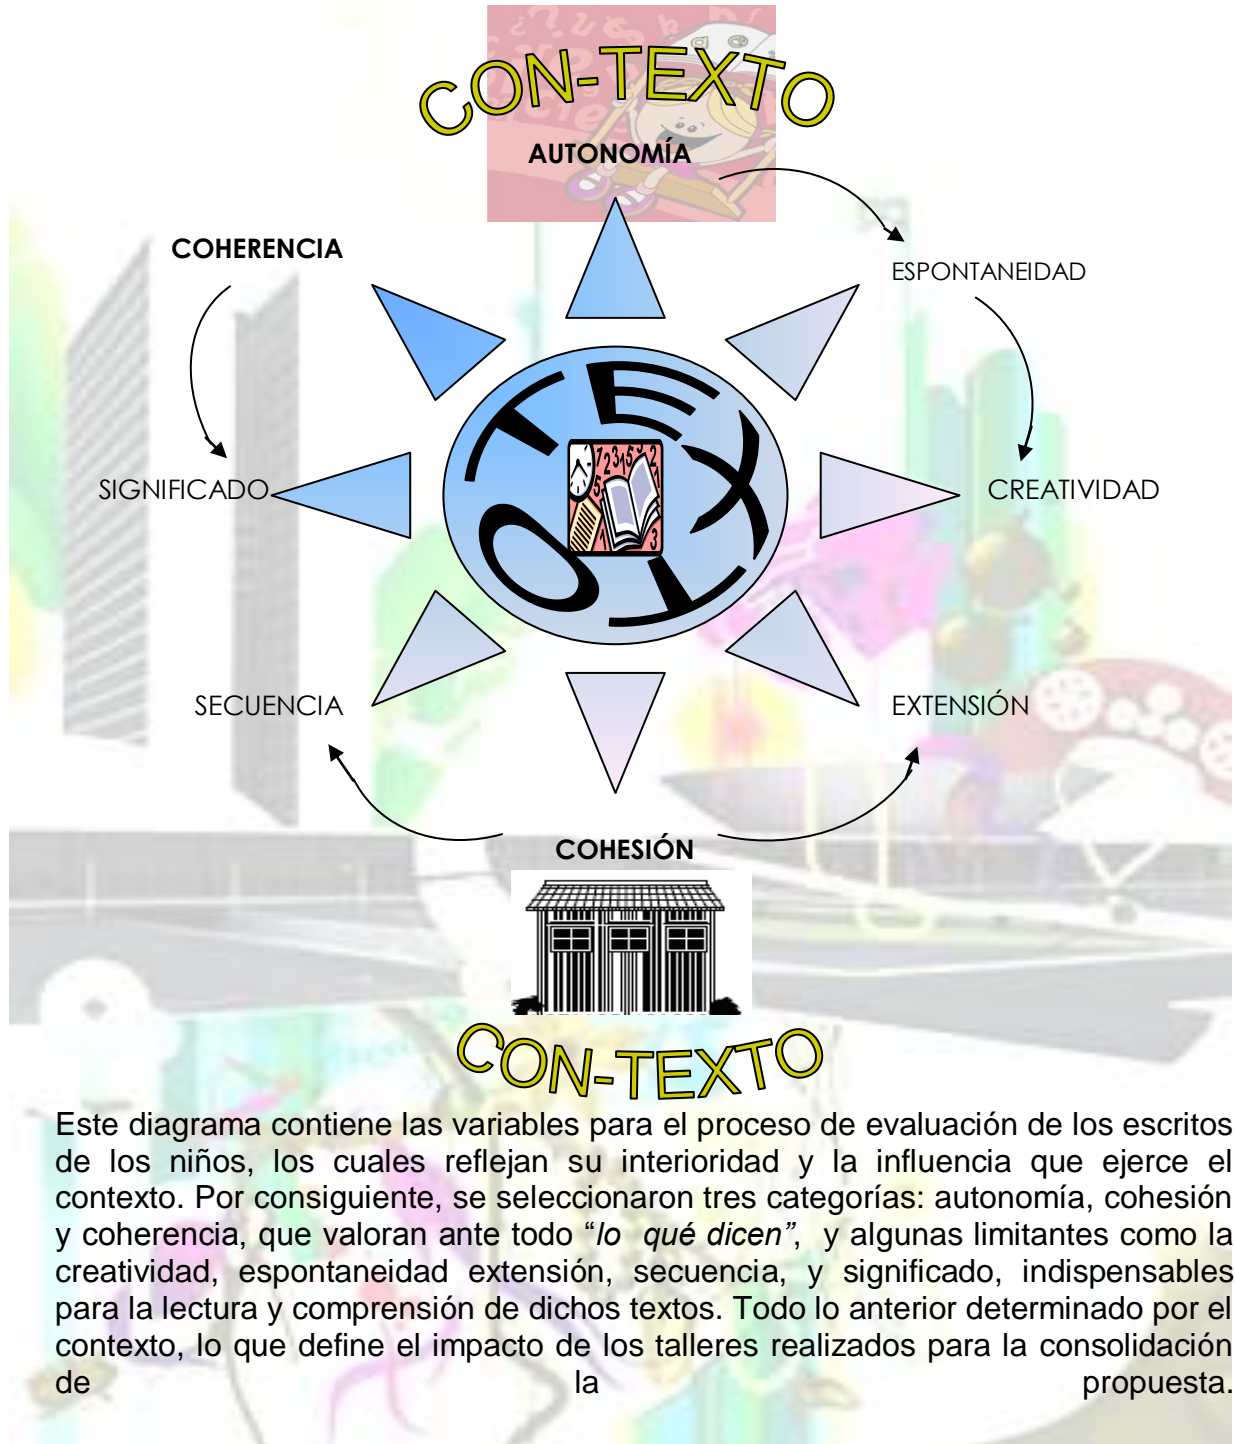 CON-TEXTO
AUTONOMÍA
COHERENCIA
ESPONTANEIDAD
TEXTO
SIGNIFICADO
CREATIVIDAD
SECUENCIA
EXTENSIÓN
COHESIÓN
CON-TEXTO
Este diagrama contiene las variables para el proceso de evaluación de los escritos
de los niños, los cuales reflejan su interioridad y la influencia que ejerce el
contexto. Por consiguiente, se seleccionaron tres categorías: autonomía, cohesión
y coherencia, que valoran ante todo “lo qué dicen”, y algunas limitantes como la
creatividad, espontaneidad extensión, secuencia, y significado, indispensables
para la lectura y comprensión de dichos textos. Todo lo anterior determinado por el
contexto, lo que define el impacto de los talleres realizados para la consolidación
de la propuesta.